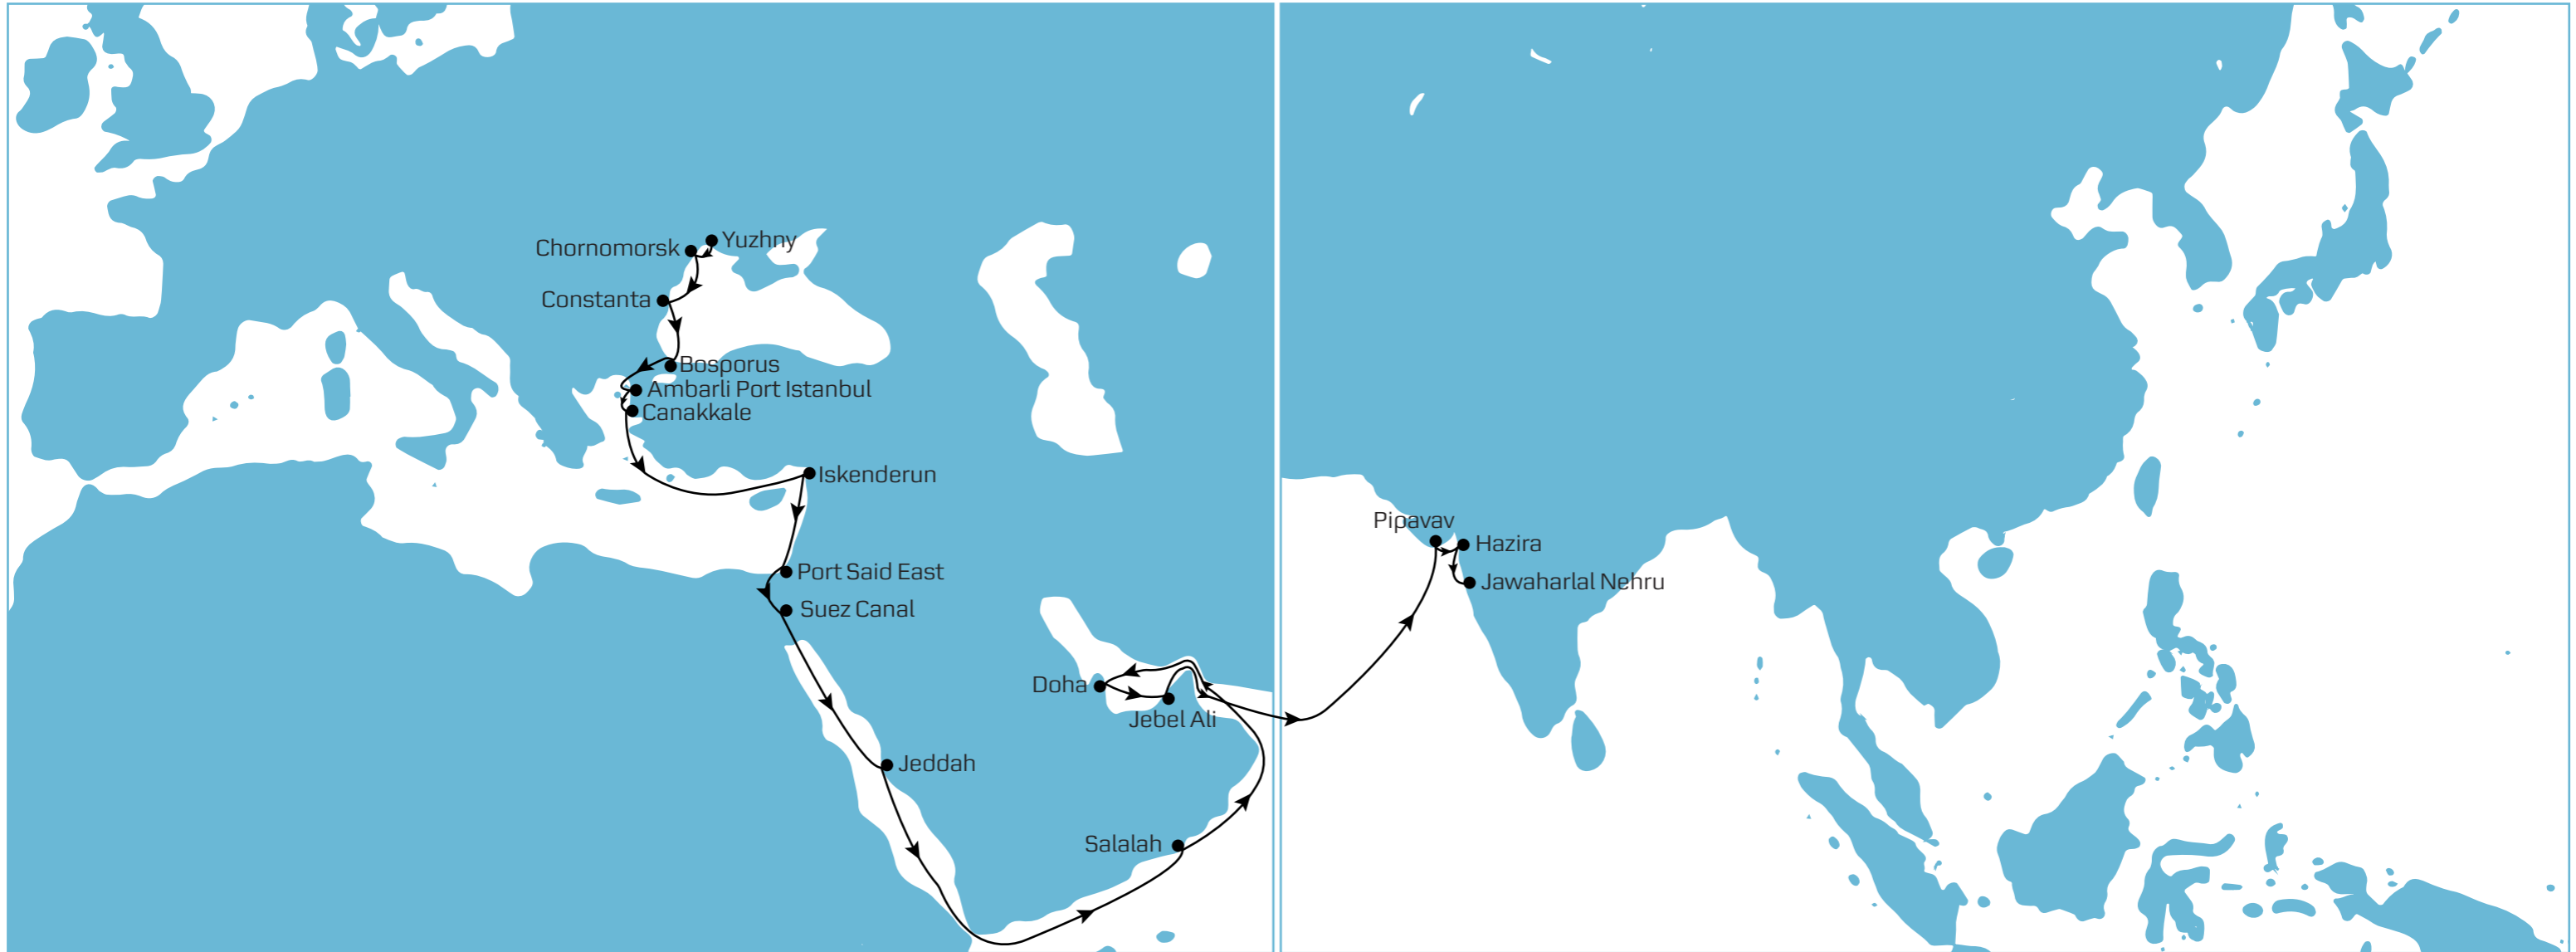 Yuzhny
Chornomorsk
Constanta
Bosporus
Ambarli Port Istanbul
Canakkale
Iskenderun
Port Said East
Suez Canal
Jeddah
Salalah
Doha
Jebel Ali
Pipavav
Hazira
Jawaharlal Nehru